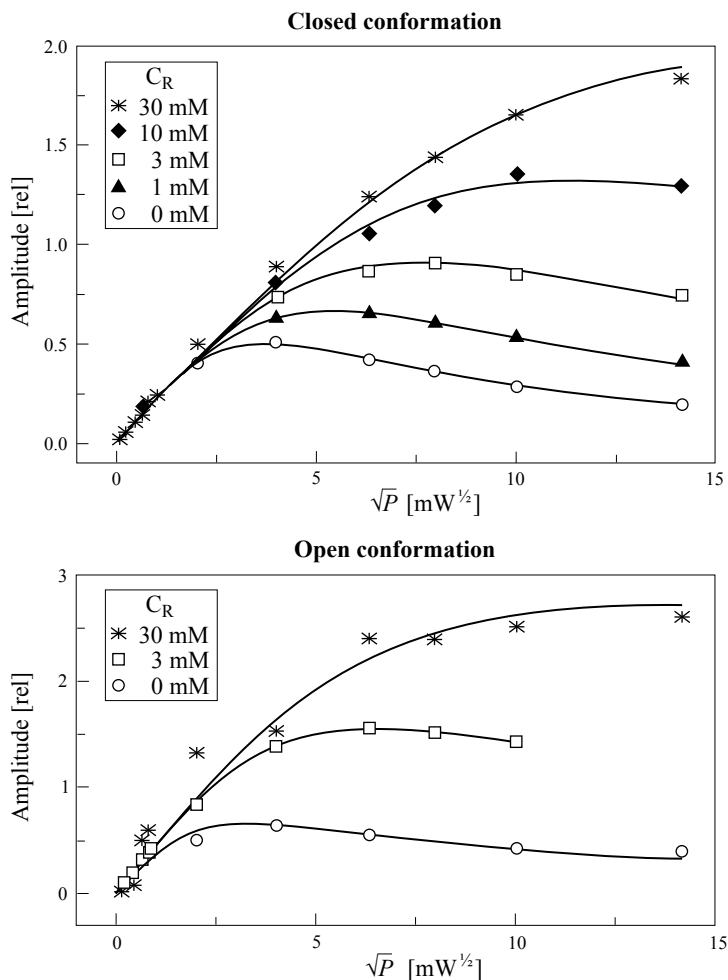 Closed conformation
2.0
1.5
1.0
0.5
0.0
Amplitude [rel]
C_R
30 mM
10 mM
3 mM
1 mM
0 mM
0
5
10
15
√P [mW^½]
Open conformation
3
2
1
0
Amplitude [rel]
C_R
30 mM
3 mM
0 mM
0
5
10
15
√P [mW^½]